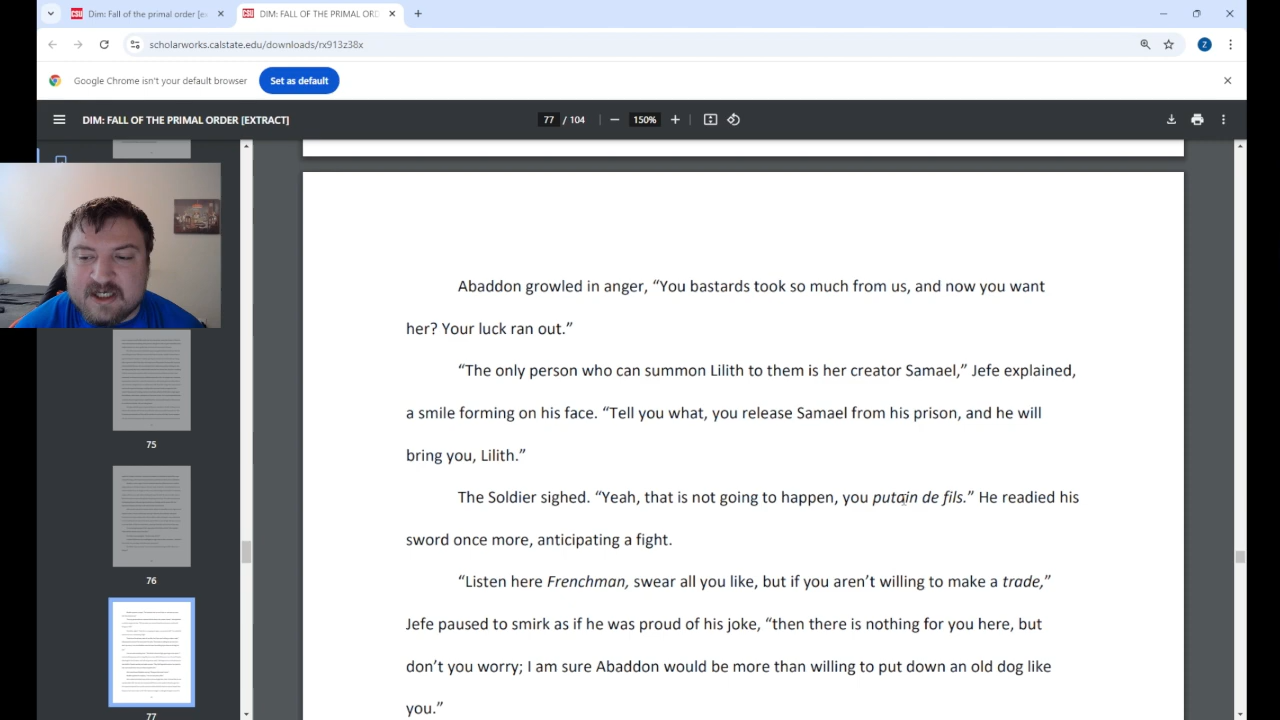 Dim: Fall of the primal order [ex
DIM: FALL OF THE PRIMAL ORD
scholarworks.calstate.edu/downloads/rx913z38x
Z
Google Chrome isn't your default browser
Set as default
DIM: FALL OF THE PRIMAL ORDER [EXTRACT]
77 / 104
150%
75
76
77
Abaddon growled in anger, “You bastards took so much from us, and now you want
her? Your luck ran out.”
“The only person who can summon Lilith to them is her creator Samael,” Jefe explained,
a smile forming on his face. “Tell you what, you release Samael from his prison, and he will
bring you, Lilith.”
The Soldier sighed. “Yeah, that is not going to happen, you putain de fils.” He readied his
sword once more, anticipating a fight.
“Listen here Frenchman, swear all you like, but if you aren’t willing to make a trade,”
Jefe paused to smirk as if he was proud of his joke, “then there is nothing for you here, but
don’t you worry; I am sure Abaddon would be more than willing to put down an old dog like
you.”